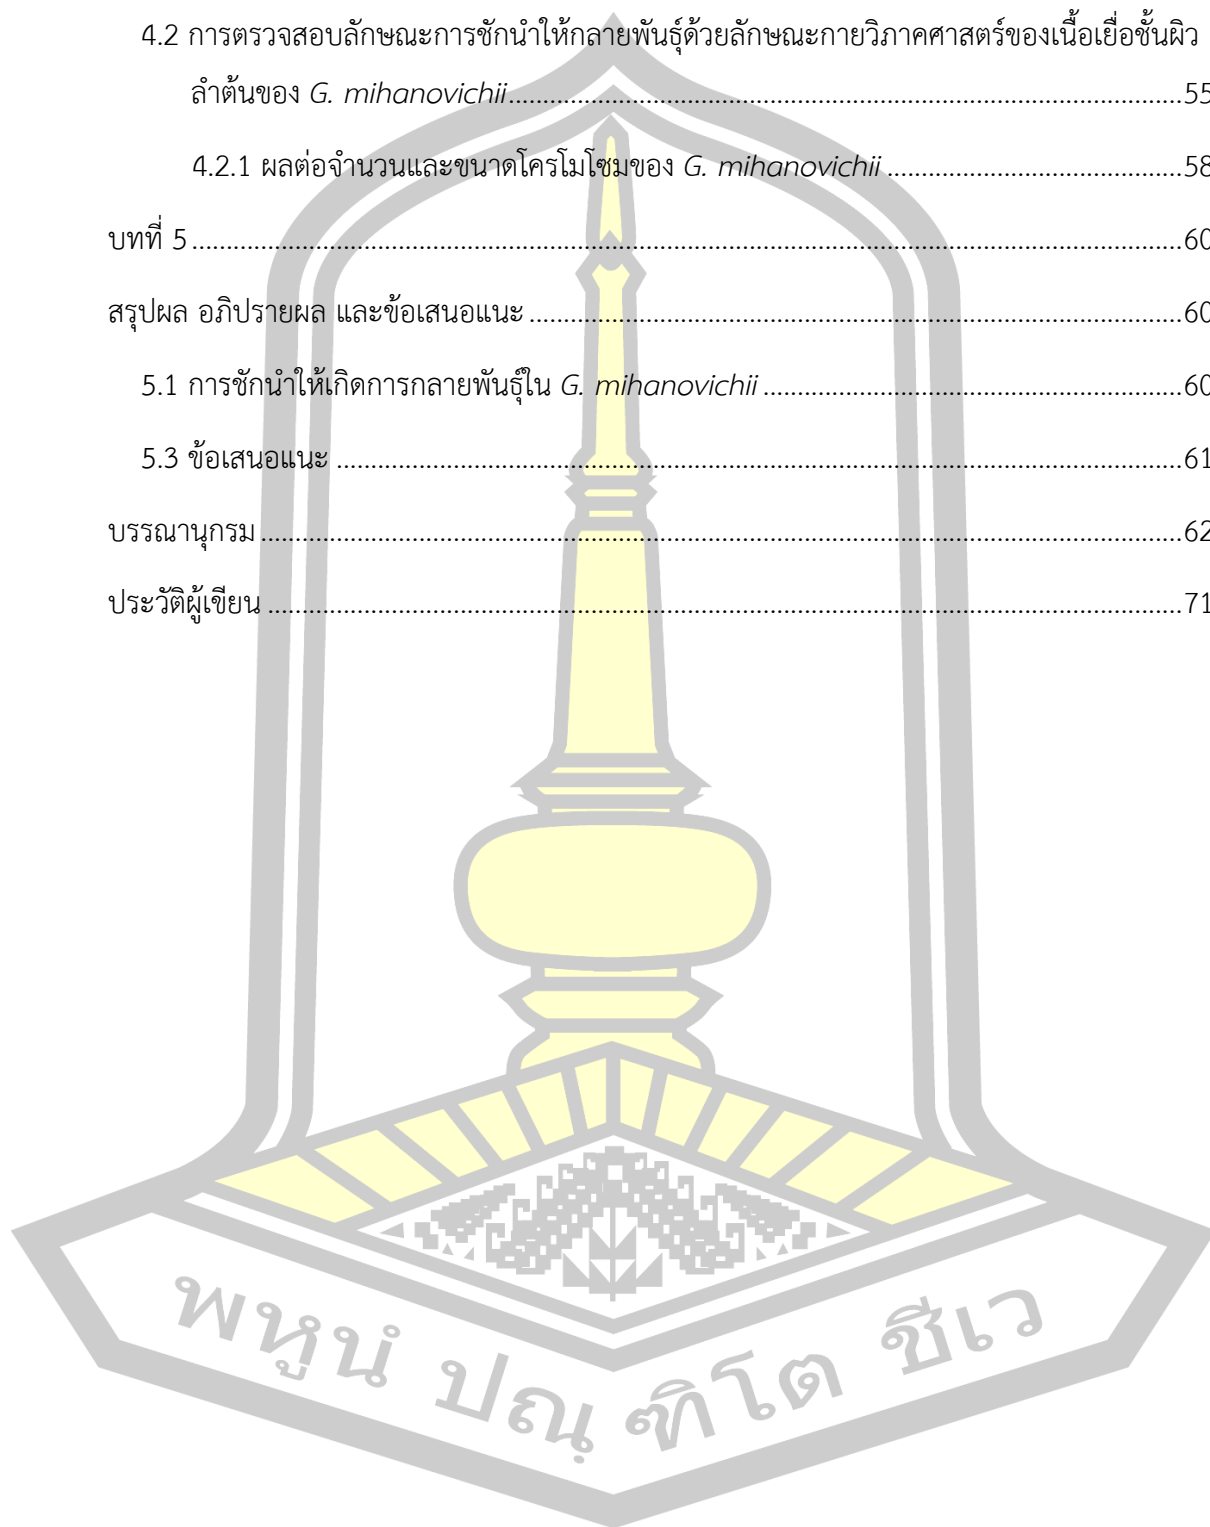 4.2 การตรวจสอบลักษณะการชักนำให้กลายพันธุ์ด้วยลักษณะกายวิภาคศาสตร์ของเนื้อเยื่อชั้นผิว
ลำต้นของ G. mihanovichii...........55
4.2.1 ผลต่อจำนวนและขนาดโครโมโซมของ G. mihanovichii...........58
บทที่ 5...........60
สรุปผล อภิปรายผล และข้อเสนอแนะ...........60
5.1 การชักนำให้เกิดการกลายพันธุ์ใน G. mihanovichii...........60
5.3 ข้อเสนอแนะ...........61
บรรณานุกรม...........62
ประวัติผู้เขียน...........71
พหูนํ ปณฺฑิโต ชีเว